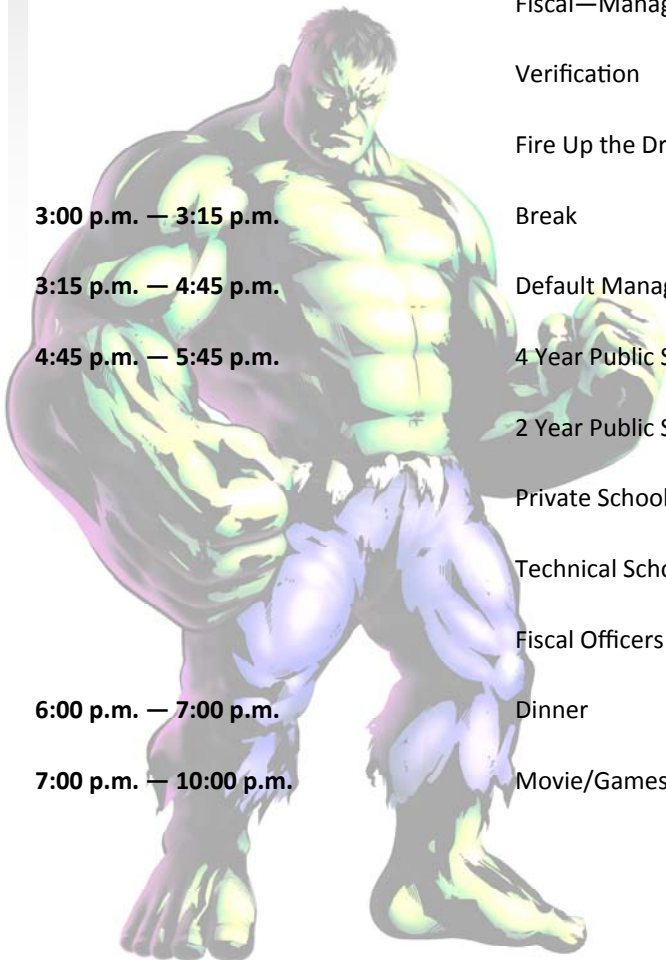 Fiscal—Manag
Verification
Fire Up the Dr
3:00 p.m. — 3:15 p.m. Break
3:15 p.m. — 4:45 p.m. Default Manag
4:45 p.m. — 5:45 p.m. 4 Year Public S
2 Year Public S
Private School
Technical Scho
Fiscal Officers
6:00 p.m. — 7:00 p.m. Dinner
7:00 p.m. — 10:00 p.m. Movie/Games